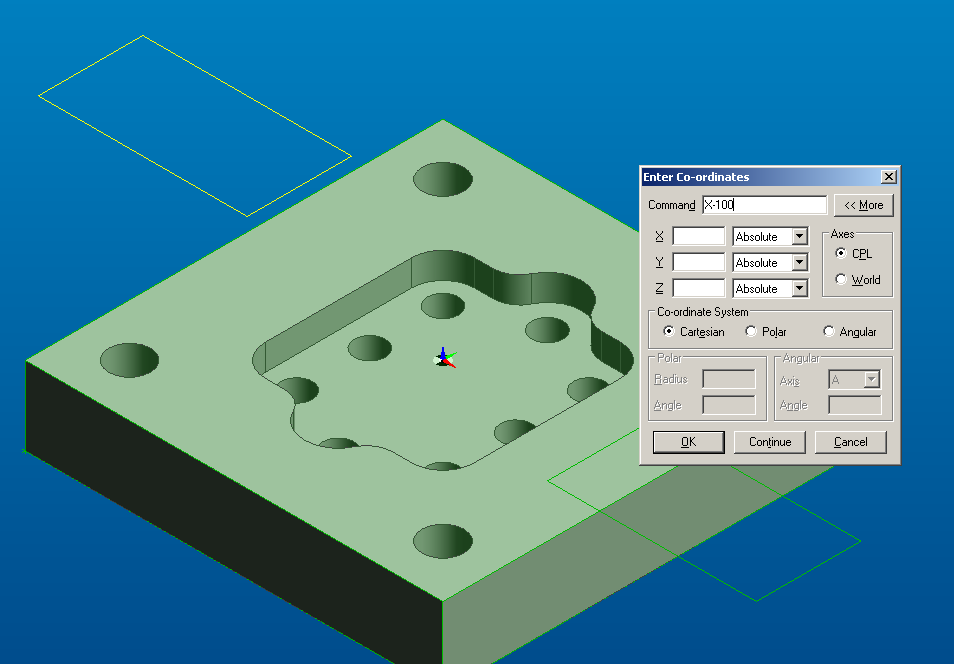 Enter Co-ordinates
Command X-100 << More
X Absolute
Y Absolute
Z Absolute
Axes
CPL
World
Co-ordinate System
Cartesian Polar Angular
Polar
Radius
Angle
Angular
Axis A
Angle
OK Continue Cancel